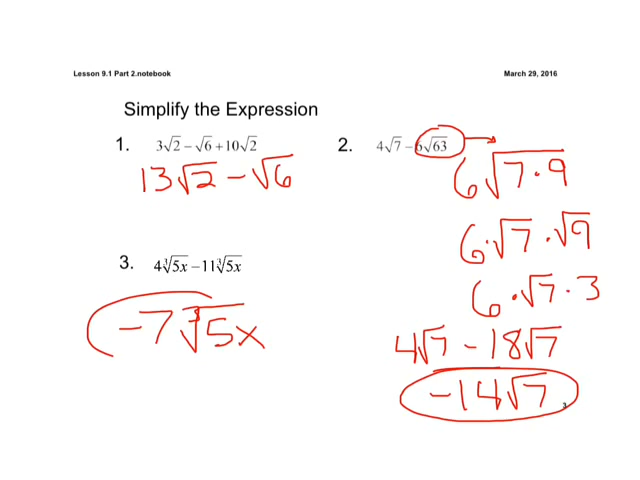 Lesson 9.1 Part 2.notebook
March 29, 2016
Simplify the Expression
1. 3√2 − √6 + 10√2
13√2 − √6
2. 4√7 − 6√63
6√7·9
6·√7·√9
6·√7·3
4√7 − 18√7
−14√7
3. 4∛5x − 11∛5x
−7∛5x
3